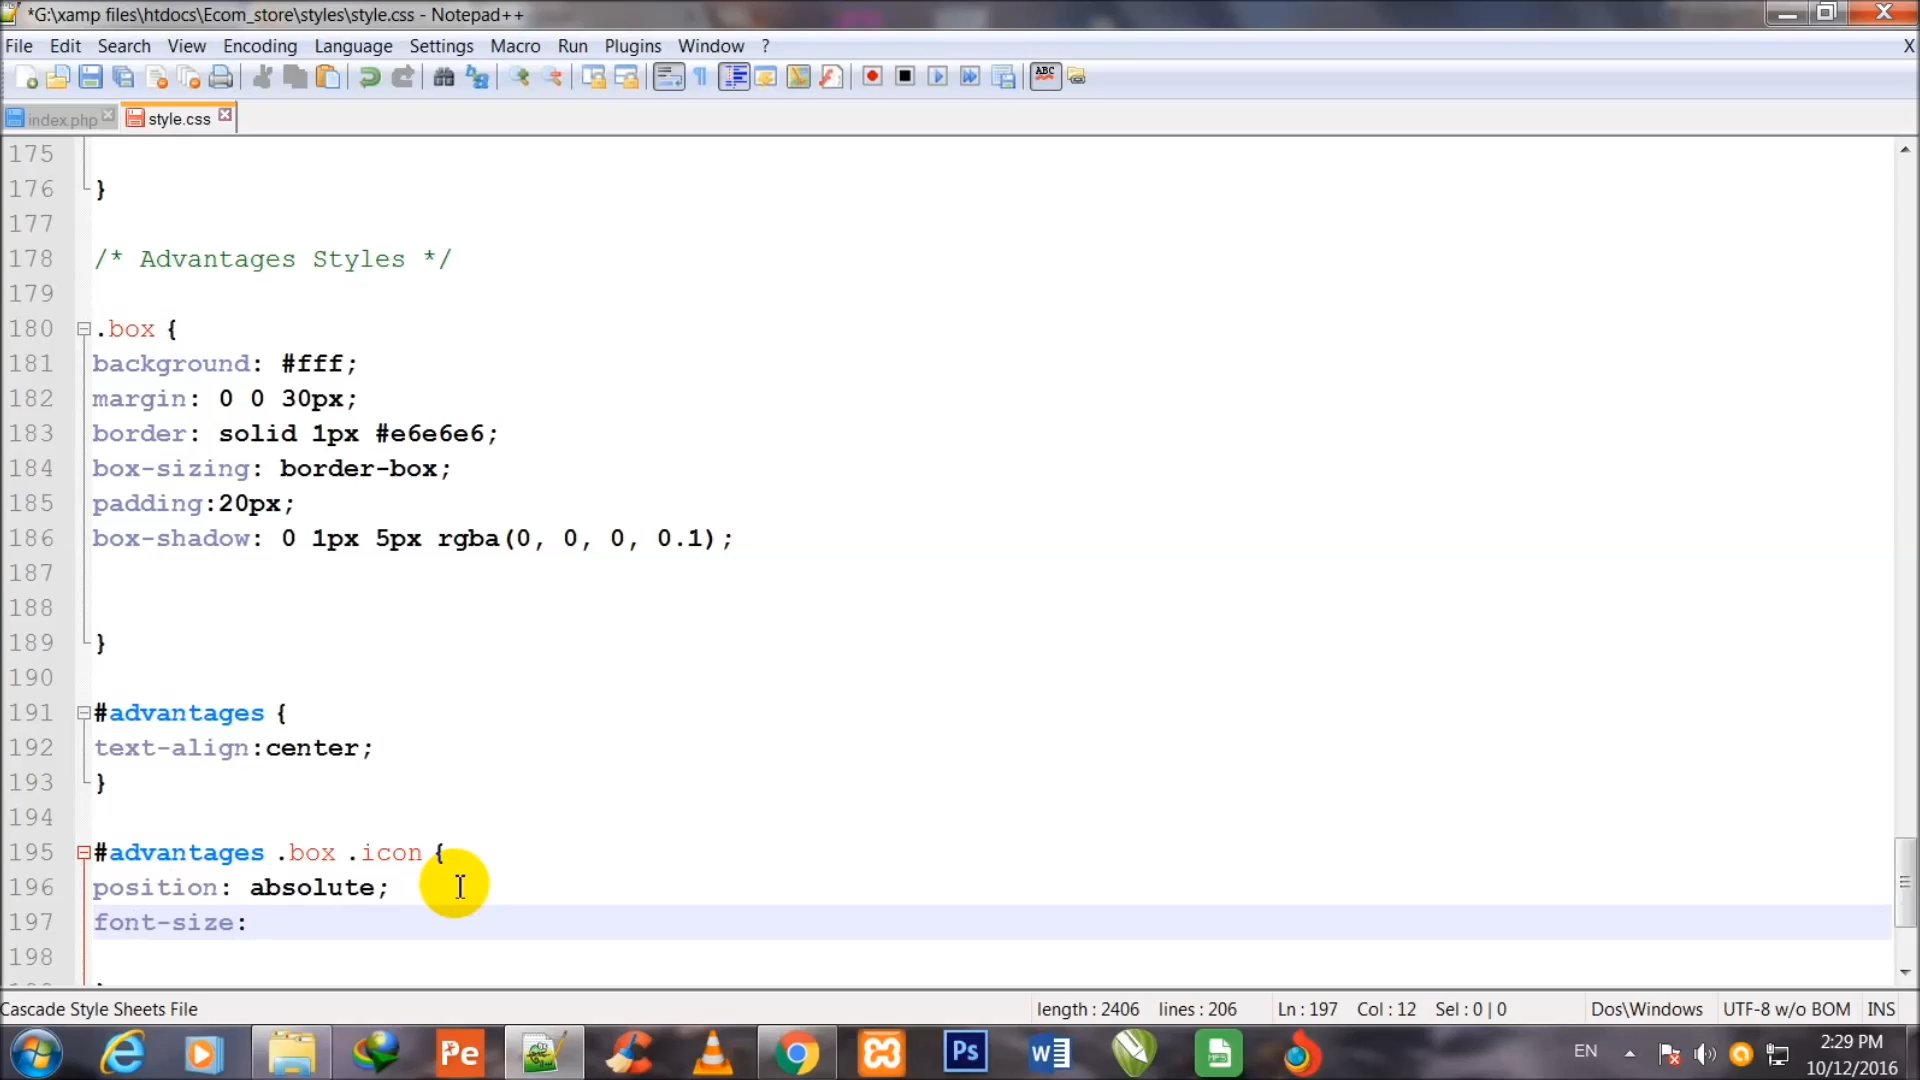 *G:\xamp files\htdocs\Ecom_store\styles\style.css - Notepad++
File Edit Search View Encoding Language Settings Macro Run Plugins Window ? X
ABC
index.php style.css
175
176 }
177
178 /* Advantages Styles */
179
180 .box {
181 background: #fff;
182 margin: 0 0 30px;
183 border: solid 1px #e6e6e6;
184 box-sizing: border-box;
185 padding:20px;
186 box-shadow: 0 1px 5px rgba(0, 0, 0, 0.1);
187
188
189 }
190
191 #advantages {
192 text-align:center;
193 }
194
195 #advantages .box .icon {
196 position: absolute;
197 font-size:
198
Cascade Style Sheets File length : 2406 lines : 206 Ln : 197 Col : 12 Sel : 0 | 0 Dos\Windows UTF-8 w/o BOM INS
Pe Ps W EN 2:29 PM
10/12/2016